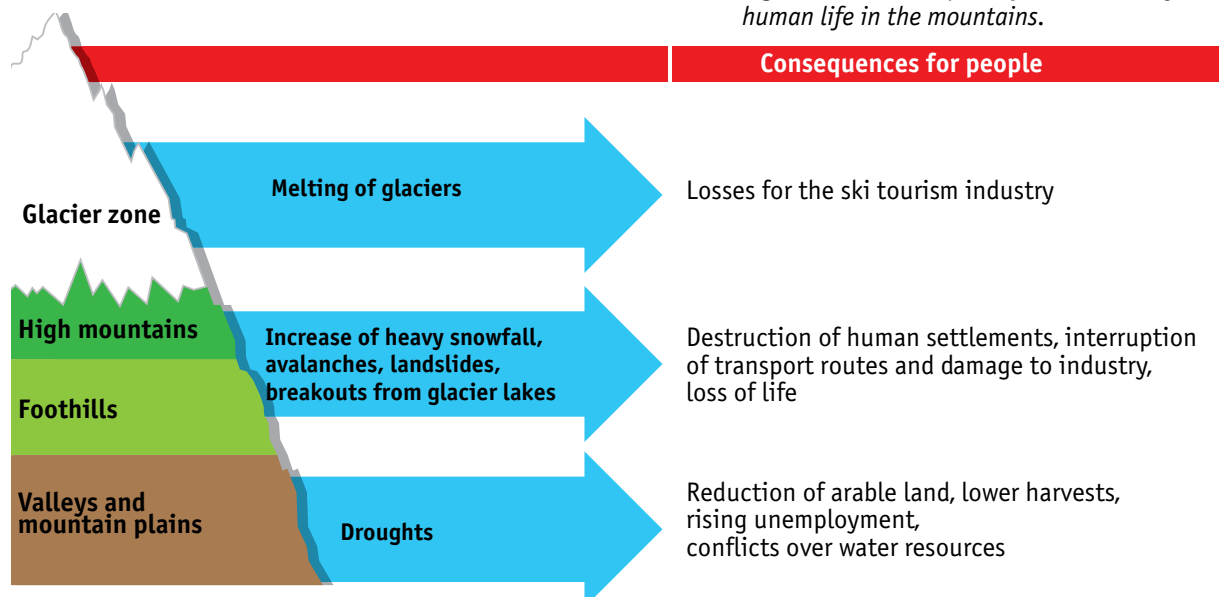 human life in the mountains.
Consequences for people
Melting of glaciers
Losses for the ski tourism industry
Glacier zone
High mountains
Increase of heavy snowfall,
avalanches, landslides,
breakouts from glacier lakes
Destruction of human settlements, interruption
of transport routes and damage to industry,
loss of life
Foothills
Valleys and
mountain plains
Droughts
Reduction of arable land, lower harvests,
rising unemployment,
conflicts over water resources